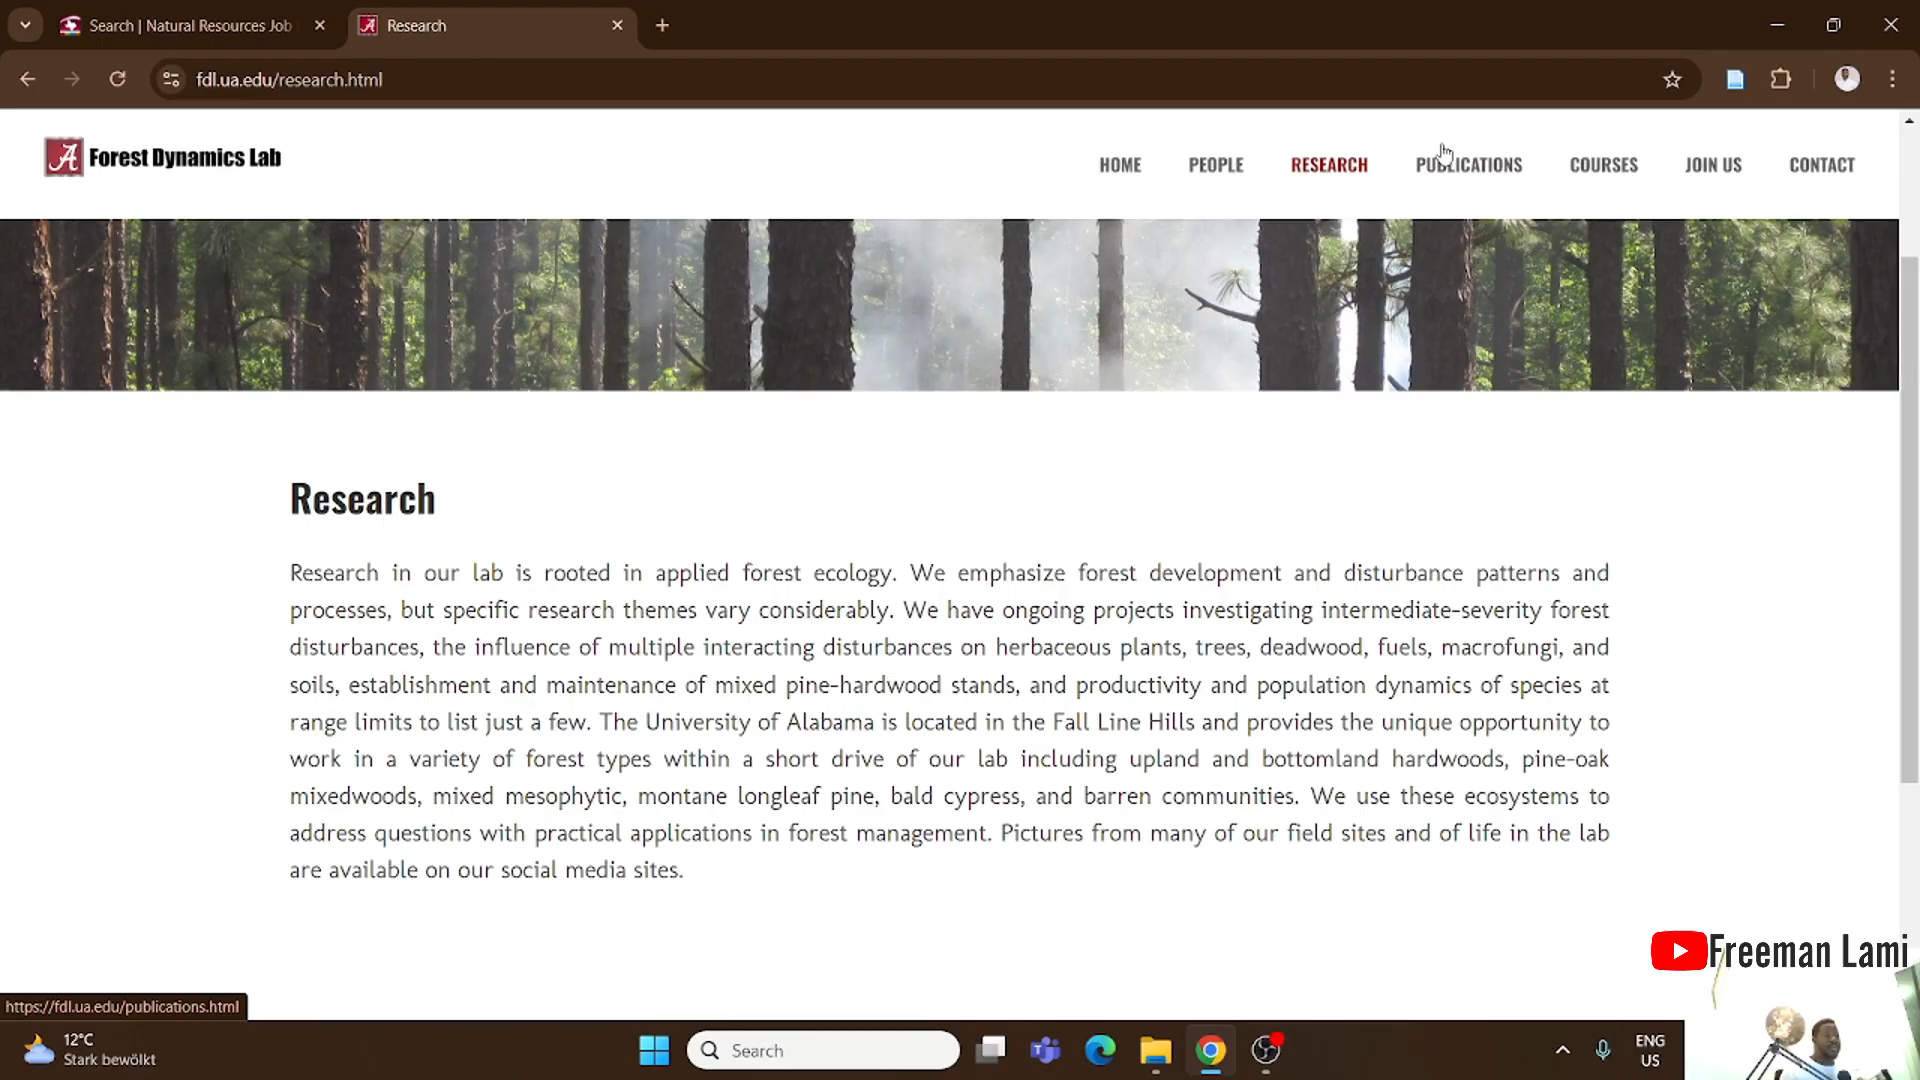 Search | Natural Resources Job
Research
fdl.ua.edu/research.html
A Forest Dynamics Lab
HOME PEOPLE RESEARCH PUBLICATIONS COURSES JOIN US CONTACT
Research
Research in our lab is rooted in applied forest ecology. We emphasize forest development and disturbance patterns and
processes, but specific research themes vary considerably. We have ongoing projects investigating intermediate-severity forest
disturbances, the influence of multiple interacting disturbances on herbaceous plants, trees, deadwood, fuels, macrofungi, and
soils, establishment and maintenance of mixed pine-hardwood stands, and productivity and population dynamics of species at
range limits to list just a few. The University of Alabama is located in the Fall Line Hills and provides the unique opportunity to
work in a variety of forest types within a short drive of our lab including upland and bottomland hardwoods, pine-oak
mixedwoods, mixed mesophytic, montane longleaf pine, bald cypress, and barren communities. We use these ecosystems to
address questions with practical applications in forest management. Pictures from many of our field sites and of life in the lab
are available on our social media sites.
Freeman Lami
https://fdl.ua.edu/publications.html
12°C
Stark bewölkt
Search
ENG
US